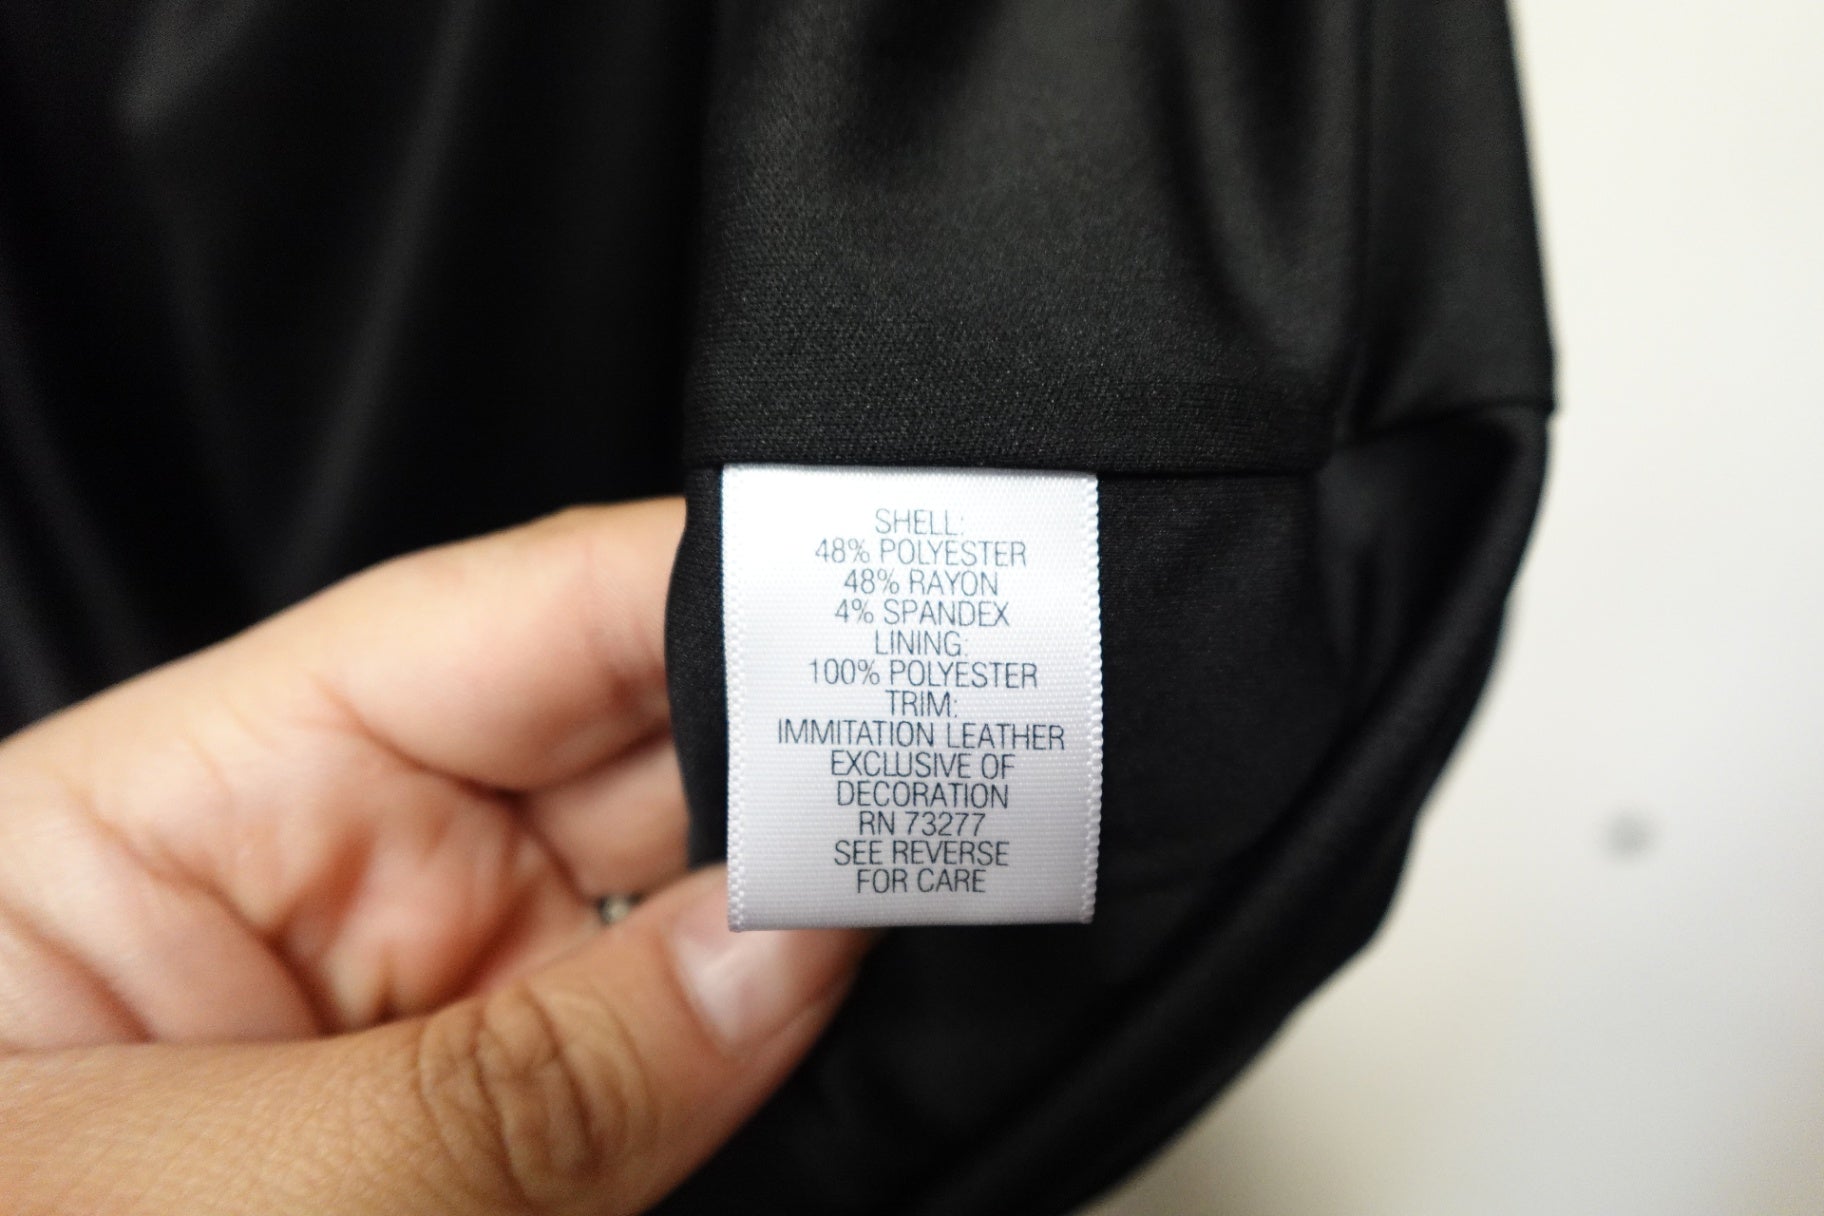 SHELL:
48% POLYESTER
48% RAYON
4% SPANDEX
LINING:
100% POLYESTER
TRIM:
IMMITATION LEATHER
EXCLUSIVE OF
DECORATION
RN 73277
SEE REVERSE
FOR CARE